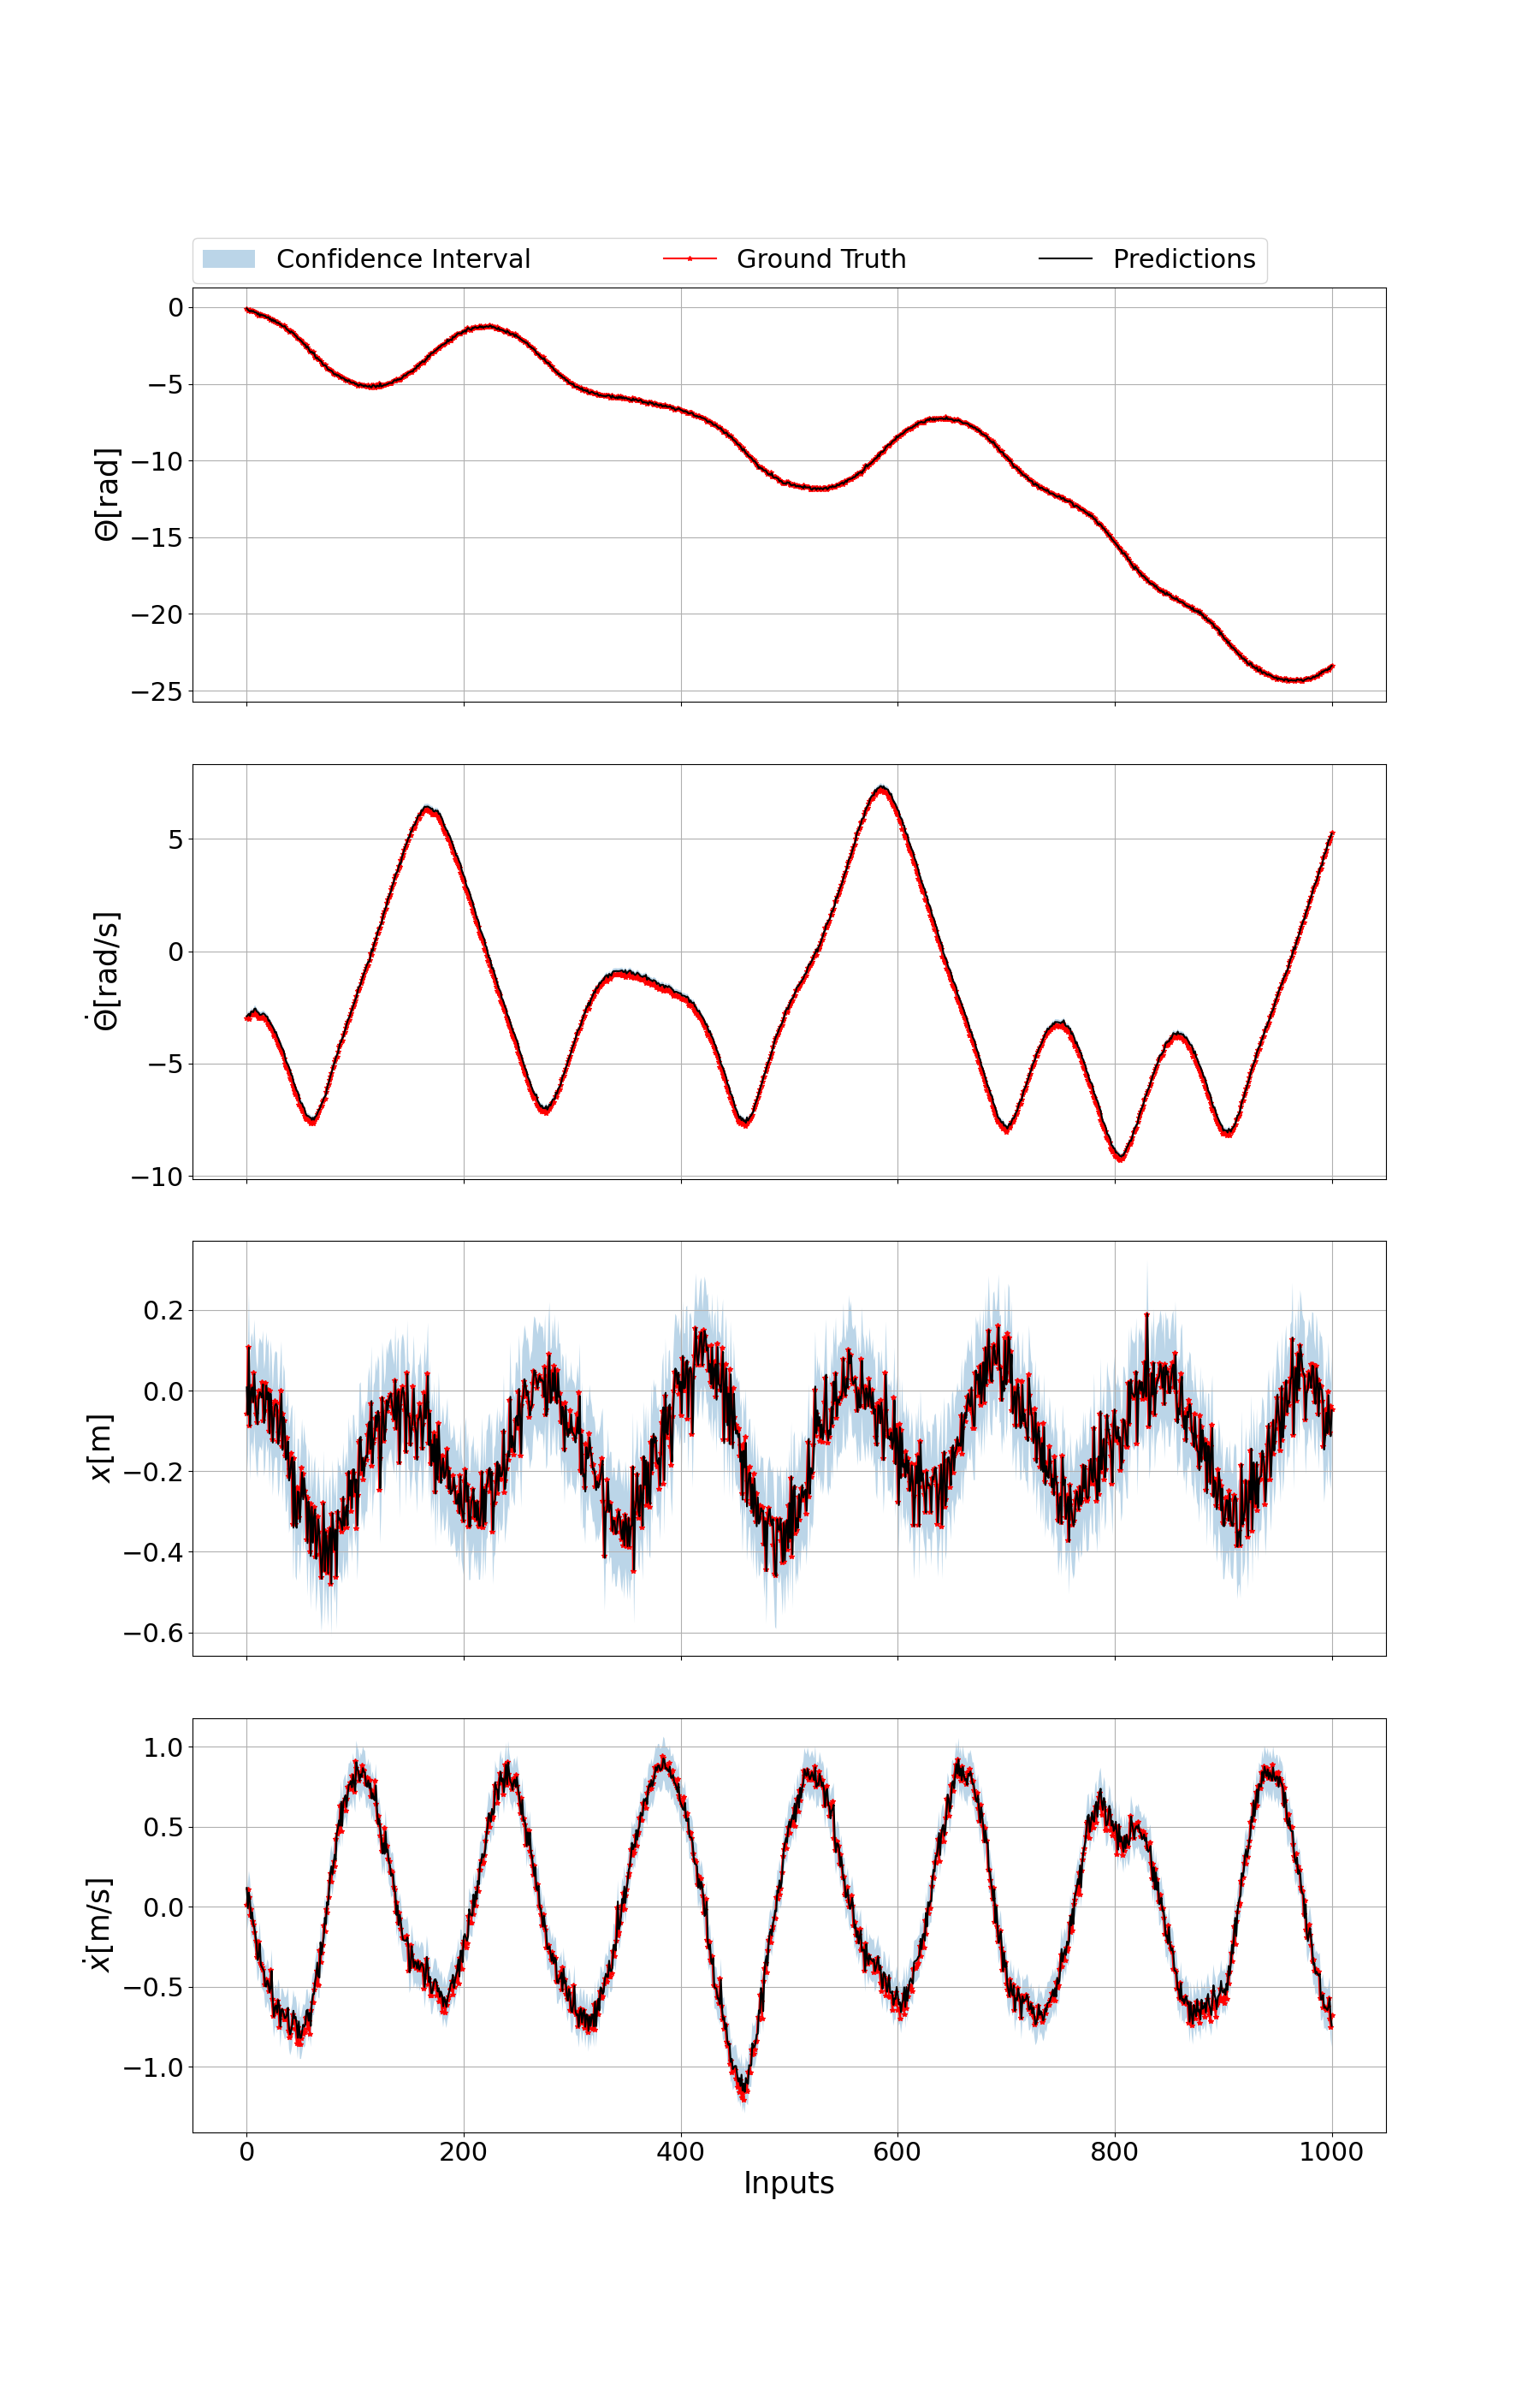 Confidence Interval Ground Truth Predictions
0
−5
−10
−15
−20
−25
Θ[rad]
5
0
−5
−10
Θ̇[rad/s]
0.2
0.0
−0.2
−0.4
−0.6
x[m]
1.0
0.5
0.0
−0.5
−1.0
ẋ[m/s]
0 200 400 600 800 1000
Inputs